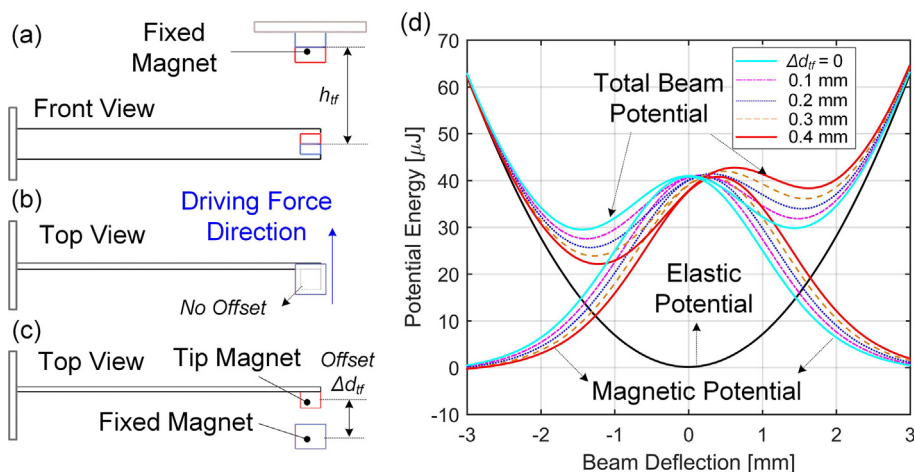 (a)
Fixed
Magnet
h_tf
Front View
(b)
Driving Force
Direction
Top View
No Offset
(c)
Top View
Tip Magnet
Offset
Δd_tf
Fixed Magnet
(d)
Potential Energy [μJ]
70
60
50
40
30
20
10
0
-10
Δd_tf = 0
0.1 mm
0.2 mm
0.3 mm
0.4 mm
Total Beam
Potential
Elastic
Potential
Magnetic Potential
-3 -2 -1 0 1 2 3
Beam Deflection [mm]